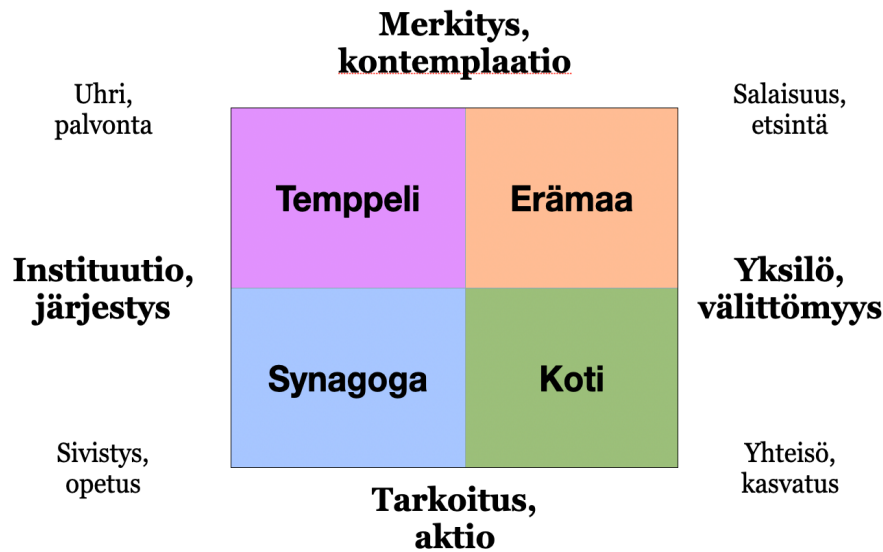 Merkitys,
kontemplaatio
Uhri,
palvonta
Salaisuus,
etsintä
Temppeli
Erämaa
Instituutio,
järjestys
Yksilö,
välittömyys
Synagoga
Koti
Sivistys,
opetus
Yhteisö,
kasvatus
Tarkoitus,
aktio